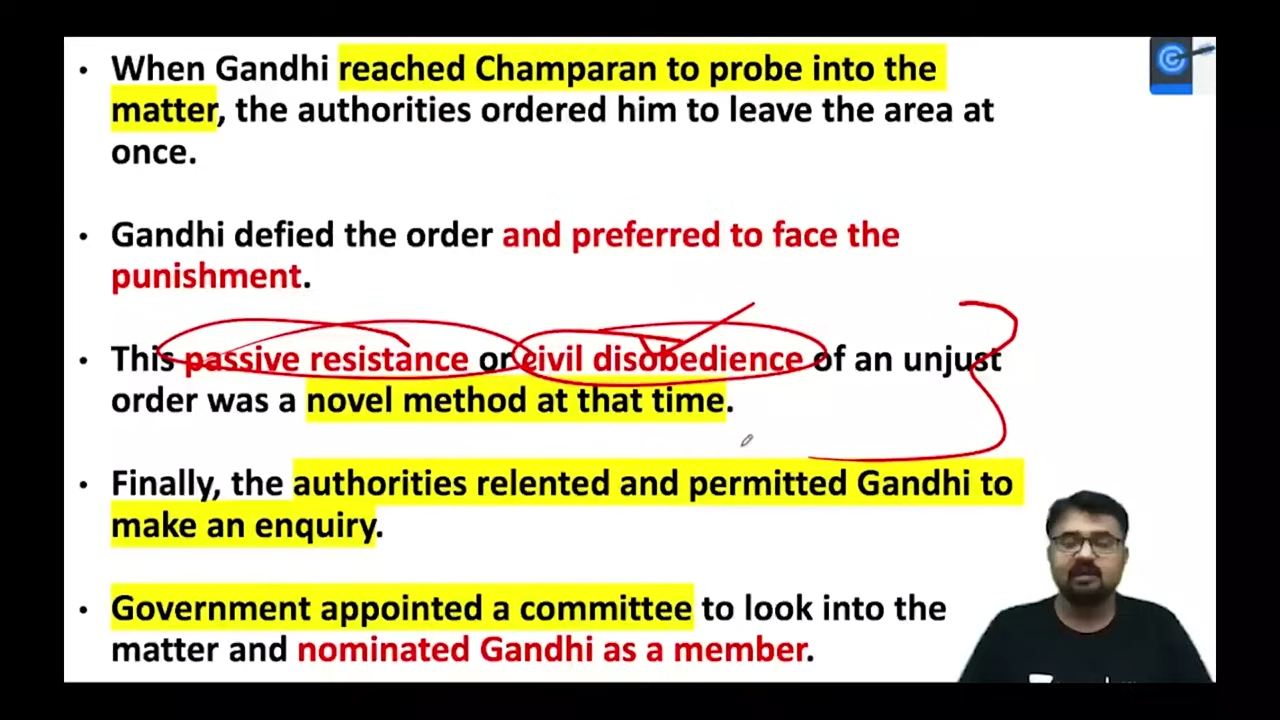 • When Gandhi reached Champaran to probe into the
matter, the authorities ordered him to leave the area at
once.
• Gandhi defied the order and preferred to face the
punishment.
• This passive resistance or civil disobedience of an unjust
order was a novel method at that time.
• Finally, the authorities relented and permitted Gandhi to
make an enquiry.
• Government appointed a committee to look into the
matter and nominated Gandhi as a member.